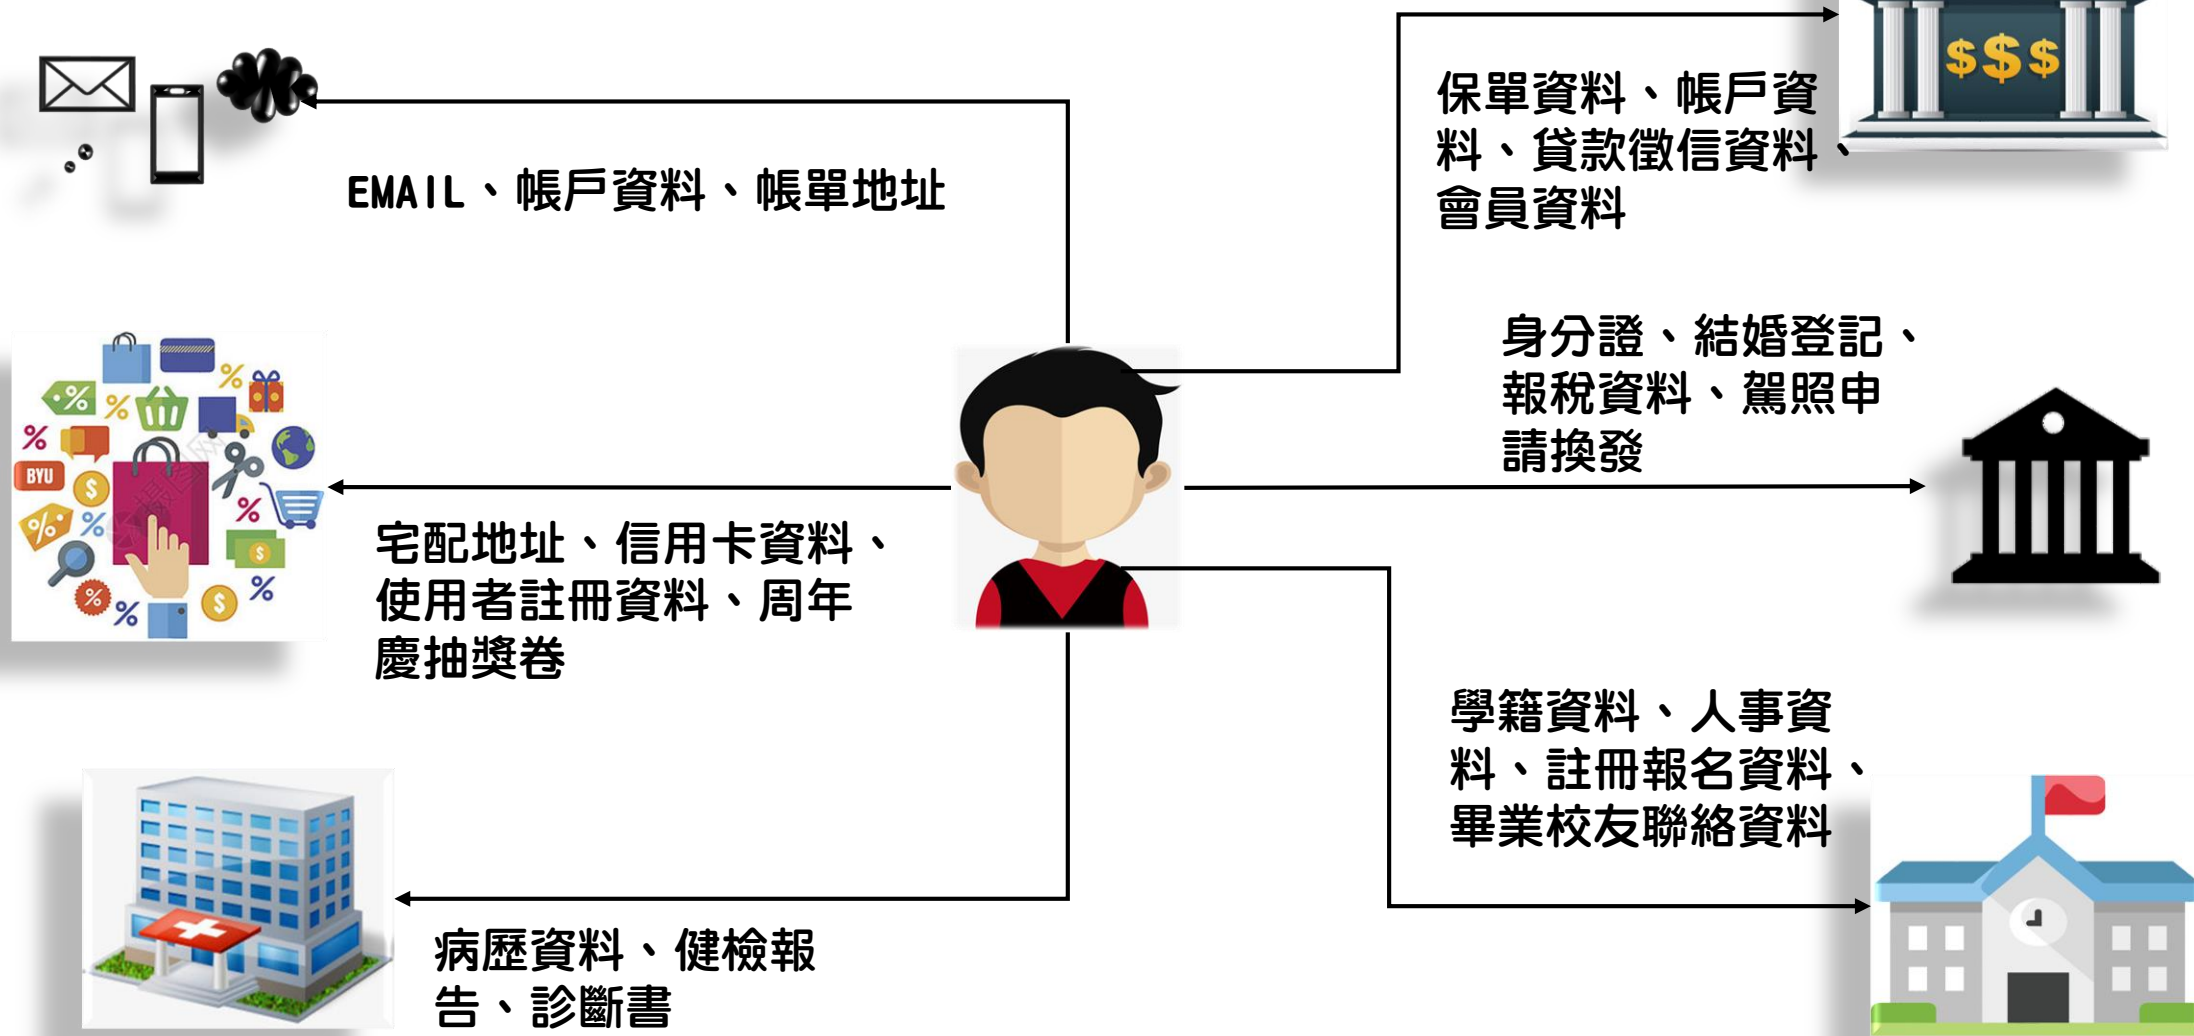 $$$
保單資料、帳戶資
料、貸款徵信資料、
會員資料
EMAIL、帳戶資料、帳單地址
身分證、結婚登記、
報稅資料、駕照申
請換發
BYU
宅配地址、信用卡資料、
使用者註冊資料、周年
慶抽獎卷
學籍資料、人事資
料、註冊報名資料、
畢業校友聯絡資料
病歷資料、健檢報
告、診斷書